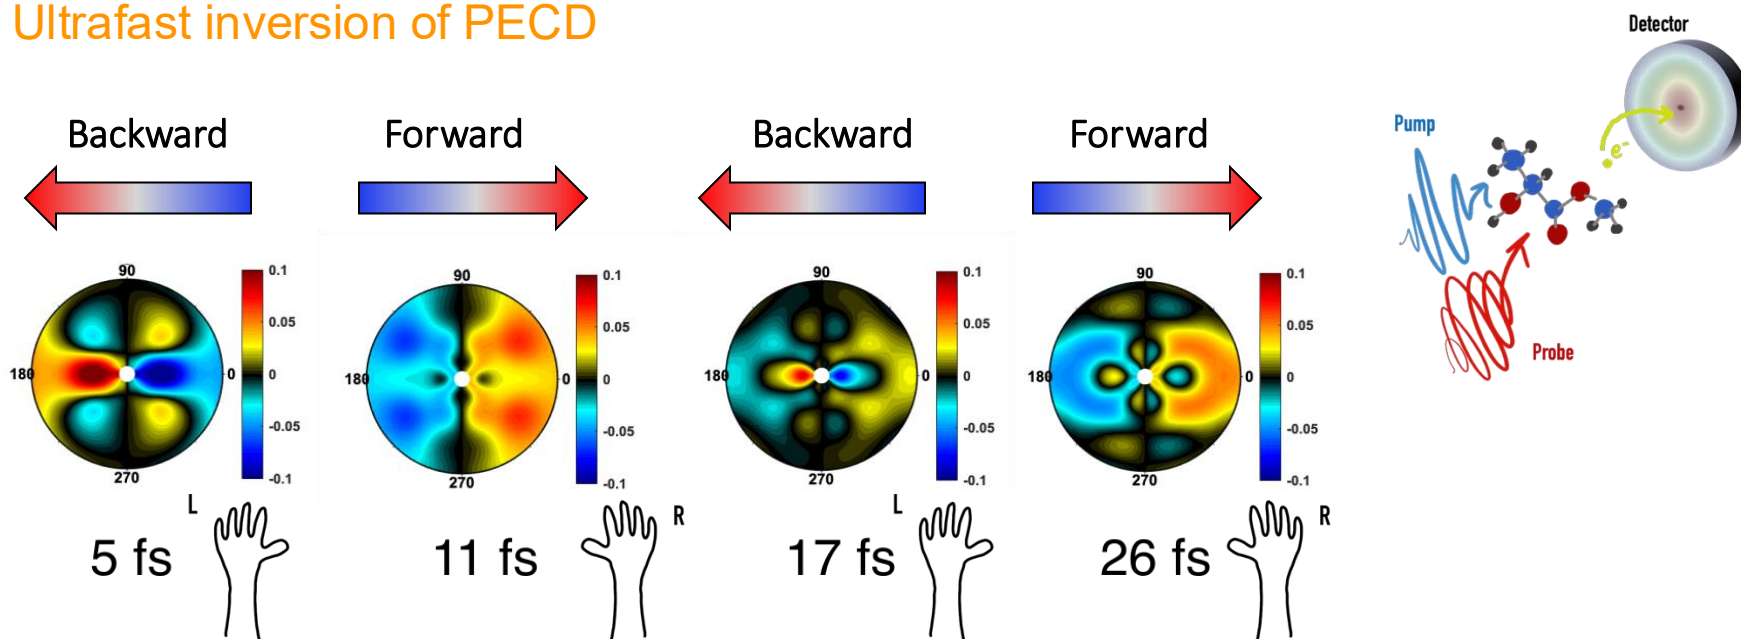 Ultrafast inversion of PECD
Backward
Forward
Backward
Forward
Detector
Pump
e-
Probe
90
180
0
270
0.1
0.05
0
-0.05
-0.1
90
180
0
270
0.1
0.05
0
-0.05
-0.1
90
180
0
270
0.1
0.05
0
-0.05
-0.1
90
180
0
270
0.1
0.05
0
-0.05
-0.1
L
R
L
R
5 fs
11 fs
17 fs
26 fs